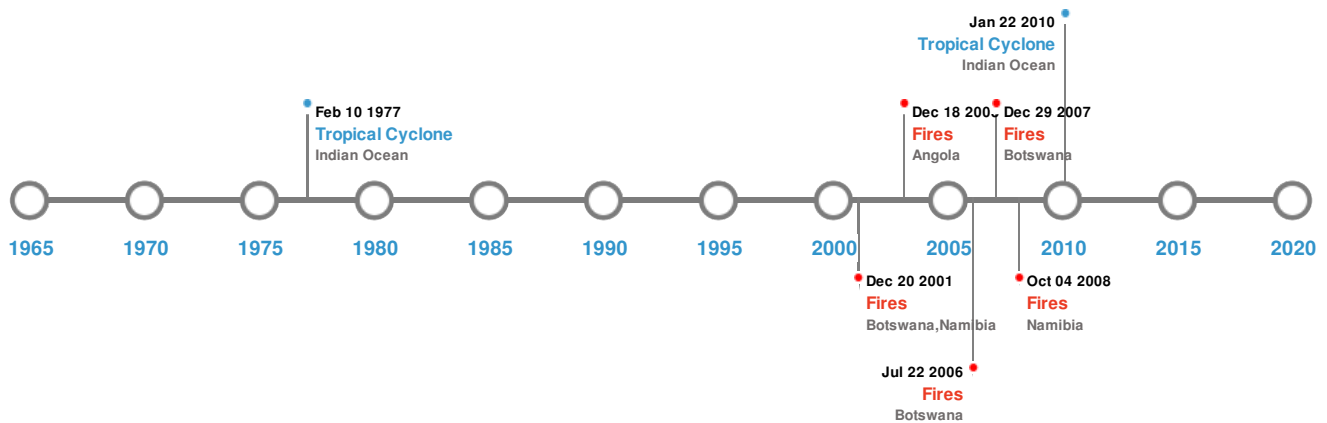 Jan 22 2010
Tropical Cyclone
Indian Ocean
Feb 10 1977
Tropical Cyclone
Indian Ocean
Dec 18
Fires
Angola
Dec 29 2007
Fires
Botswana
1965 1970 1975 1980 1985 1990 1995 2000 2005 2010 2015 2020
Dec 20 2001
Fires
Botswana,Namibia
Oct 04 2008
Fires
Namibia
Jul 22 2006
Fires
Botswana